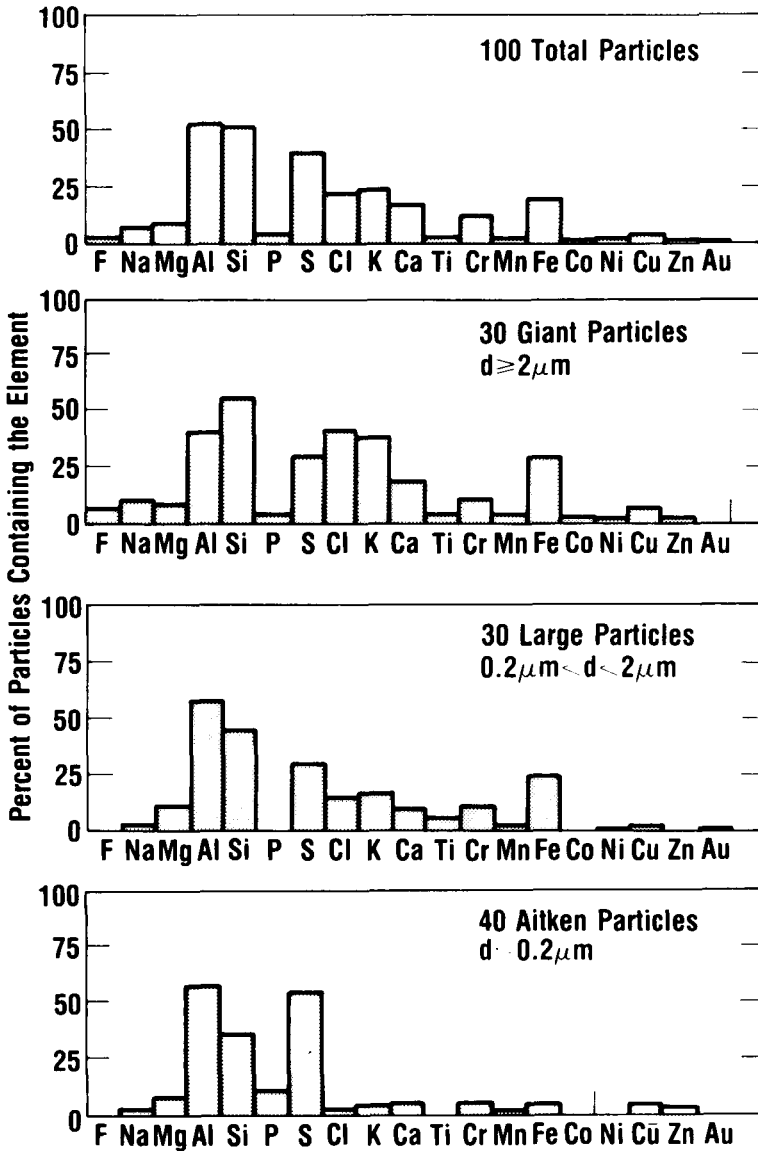 Percent of Particles Containing the Element
100 Total Particles
100
75
50
25
0
F Na Mg Al Si P S Cl K Ca Ti Cr Mn Fe Co Ni Cu Zn Au
30 Giant Particles
d≥2μm
100
75
50
25
0
F Na Mg Al Si P S Cl K Ca Ti Cr Mn Fe Co Ni Cu Zn Au
30 Large Particles
0.2μm<d<2μm
100
75
50
25
0
F Na Mg Al Si P S Cl K Ca Ti Cr Mn Fe Co Ni Cu Zn Au
40 Aitken Particles
d 0.2μm
100
75
50
25
0
F Na Mg Al Si P S Cl K Ca Ti Cr Mn Fe Co Ni Cu Zn Au